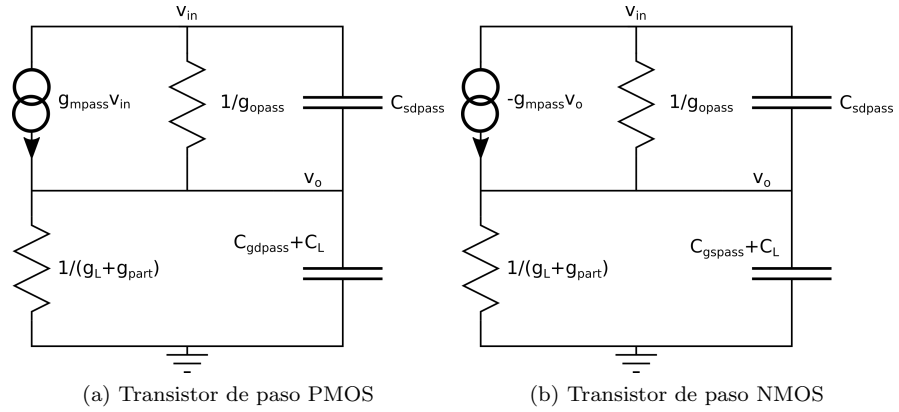 v_in
g_mpass v_in
1/g_opass
C_sdpass
v_o
C_gdpass+C_L
1/(g_L+g_part)
(a) Transistor de paso PMOS
v_in
-g_mpass v_o
1/g_opass
C_sdpass
v_o
C_gspass+C_L
1/(g_L+g_part)
(b) Transistor de paso NMOS